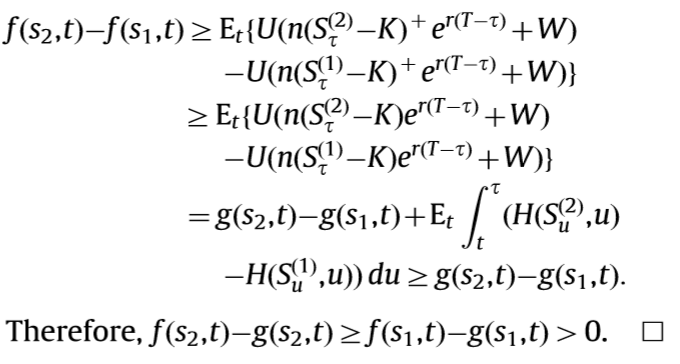 f(s₂,t)−f(s₁,t) ≥ E_t{U(n(S_τ^(2)−K)^+ e^{r(T−τ)}+W)
−U(n(S_τ^(1)−K)^+ e^{r(T−τ)}+W)}
≥ E_t{U(n(S_τ^(2)−K)e^{r(T−τ)}+W)
−U(n(S_τ^(1)−K)e^{r(T−τ)}+W)}
=g(s₂,t)−g(s₁,t)+E_t ∫_t^τ (H(S_u^(2),u)
−H(S_u^(1),u)) du ≥ g(s₂,t)−g(s₁,t).
Therefore, f(s₂,t)−g(s₂,t) ≥ f(s₁,t)−g(s₁,t) > 0. □